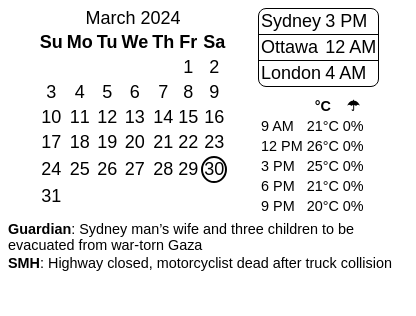 March 2024
Su Mo Tu We Th Fr Sa
1 2
3 4 5 6 7 8 9
10 11 12 13 14 15 16
17 18 19 20 21 22 23
24 25 26 27 28 29 30
31
Sydney 3 PM
Ottawa 12 AM
London 4 AM
°C ☂
9 AM 21°C 0%
12 PM 26°C 0%
3 PM 25°C 0%
6 PM 21°C 0%
9 PM 20°C 0%
Guardian: Sydney man’s wife and three children to be
evacuated from war-torn Gaza
SMH: Highway closed, motorcyclist dead after truck collision